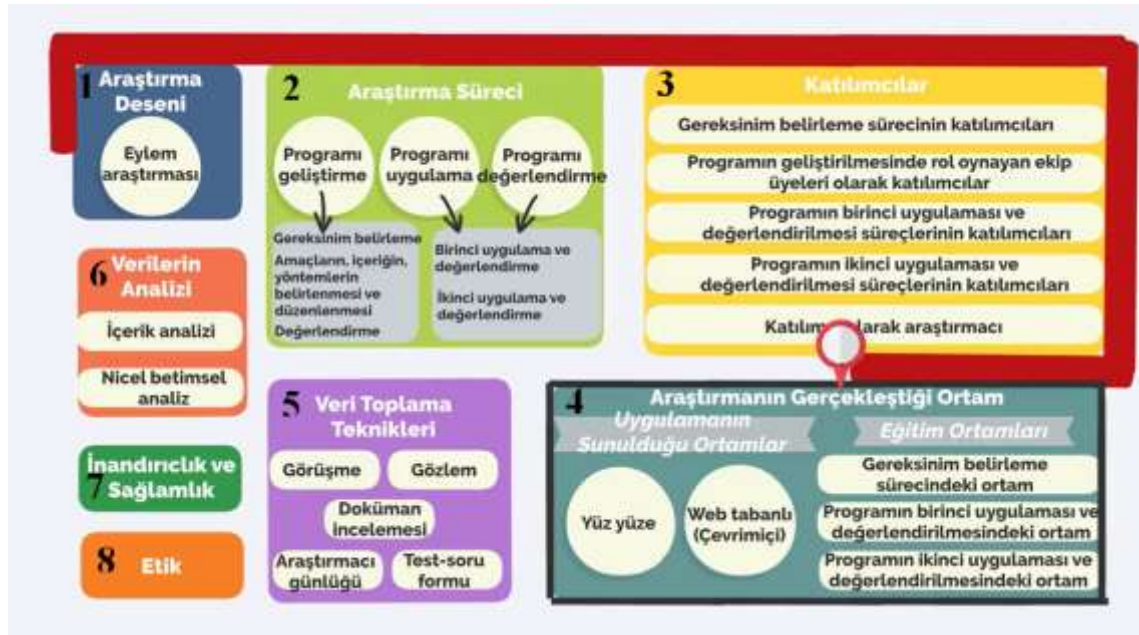 1 Araştırma
Deseni
Eylem
araştırması
2 Araştırma Süreci
Programı
geliştirme
Programı
uygulama
Programı
değerlendirme
Gereksinim belirleme
Amaçların, içeriğin,
yöntemlerin
belirlenmesi ve
düzenlenmesi
Değerlendirme
Birinci uygulama ve
değerlendirme
İkinci uygulama ve
değerlendirme
3 Katılımcılar
Gereksinim belirleme sürecinin katılımcıları
Programın geliştirilmesinde rol oynayan ekip
üyeleri olarak katılımcılar
Programın birinci uygulaması ve
değerlendirilmesi süreçlerinin katılımcıları
Programın ikinci uygulaması ve
değerlendirilmesi süreçlerinin katılımcıları
araştırmacı
4 Araştırmanın Gerçekleştiği Ortam
Uygulamanın
Sunulduğu Ortamlar
Yüz yüze
Web tabanlı
(Çevrimiçi)
Eğitim Ortamları
Gereksinim belirleme
sürecindeki ortam
Programın birinci uygulaması ve
değerlendirilmesindeki ortam
Programın ikinci uygulaması ve
değerlendirilmesindeki ortam
5 Veri Toplama
Teknikleri
Görüşme
Gözlem
Doküman
incelemesi
Araştırmacı
günlüğü
Test-soru
formu
6 Verilerin
Analizi
İçerik analizi
Nicel betimsel
analiz
İnandırıclık ve
7 Sağlamlık
8 Etik